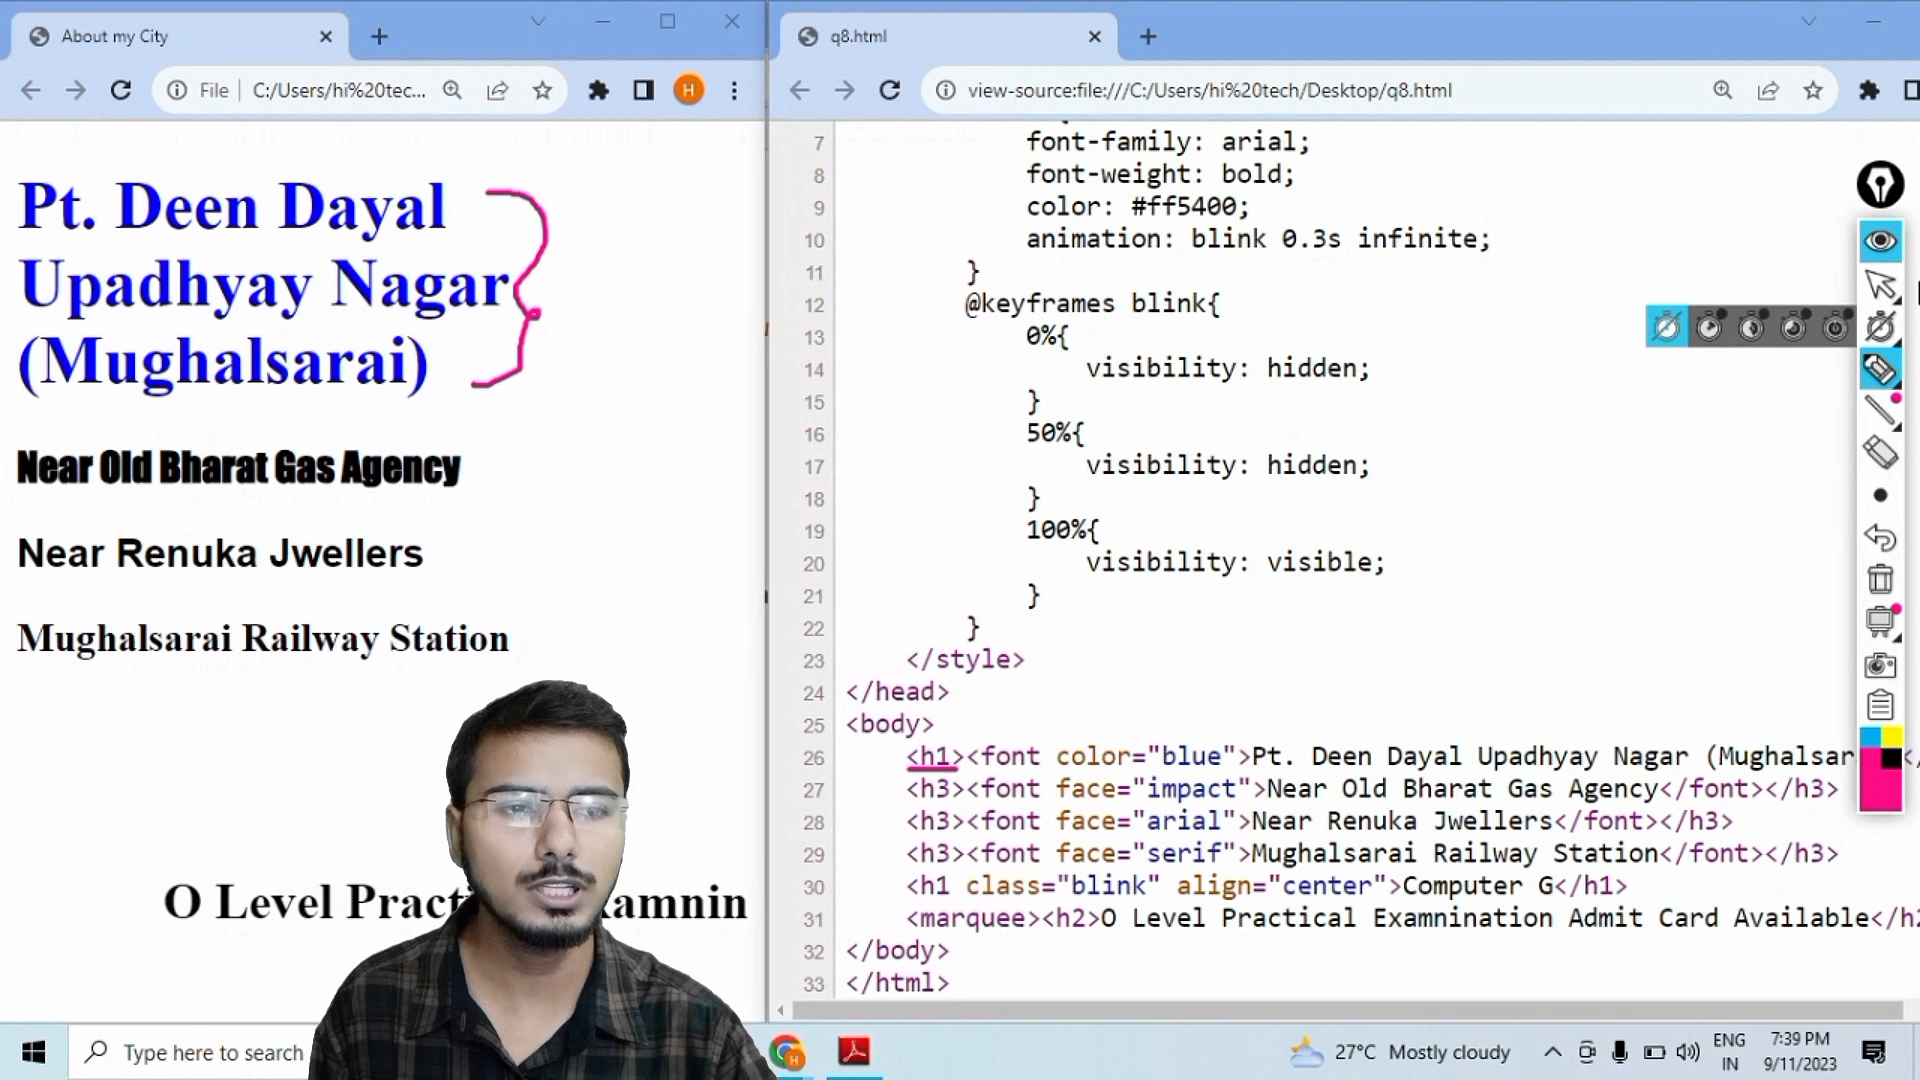 About my City
q8.html
File
C:/Users/hi%20tec...
H
view-source:file:///C:/Users/hi%20tech/Desktop/q8.html
Pt. Deen Dayal
Upadhyay Nagar
(Mughalsarai)
Near Old Bharat Gas Agency
Near Renuka Jwellers
Mughalsarai Railway Station
O Level Pract
amnin
7 font-family: arial;
8 font-weight: bold;
9 color: #ff5400;
10 animation: blink 0.3s infinite;
11 }
12 @keyframes blink{
13 0%{
14 visibility: hidden;
15 }
16 50%{
17 visibility: hidden;
18 }
19 100%{
20 visibility: visible;
21 }
22 }
23 </style>
24 </head>
25 <body>
26 <h1><font color="blue">Pt. Deen Dayal Upadhyay Nagar (Mughalsar
27 <h3><font face="impact">Near Old Bharat Gas Agency</font></h3>
28 <h3><font face="arial">Near Renuka Jwellers</font></h3>
29 <h3><font face="serif">Mughalsarai Railway Station</font></h3>
30 <h1 class="blink" align="center">Computer G</h1>
31 <marquee><h2>O Level Practical Examnination Admit Card Available</h2
32 </body>
33 </html>
Type here to search
H
27°C Mostly cloudy
ENG
IN
7:39 PM
9/11/2023